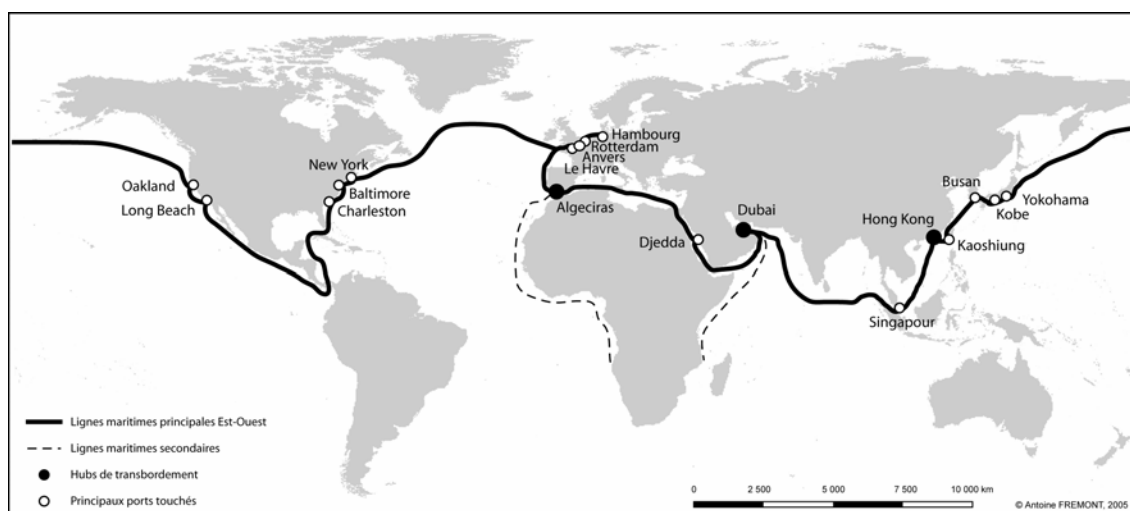 Hambourg
Rotterdam
Anvers
Le Havre
New York
Oakland
Baltimore
Long Beach
Charleston
Algeciras
Djedda
Dubai
Busan
Yokohama
Kobe
Hong Kong
Kaoshiung
Singapour
Lignes maritimes principales Est-Ouest
Lignes maritimes secondaires
Hubs de transbordement
Principaux ports touchés
0 2 500 5 000 7 500 10 000 km
© Antoine FREMONT, 2005